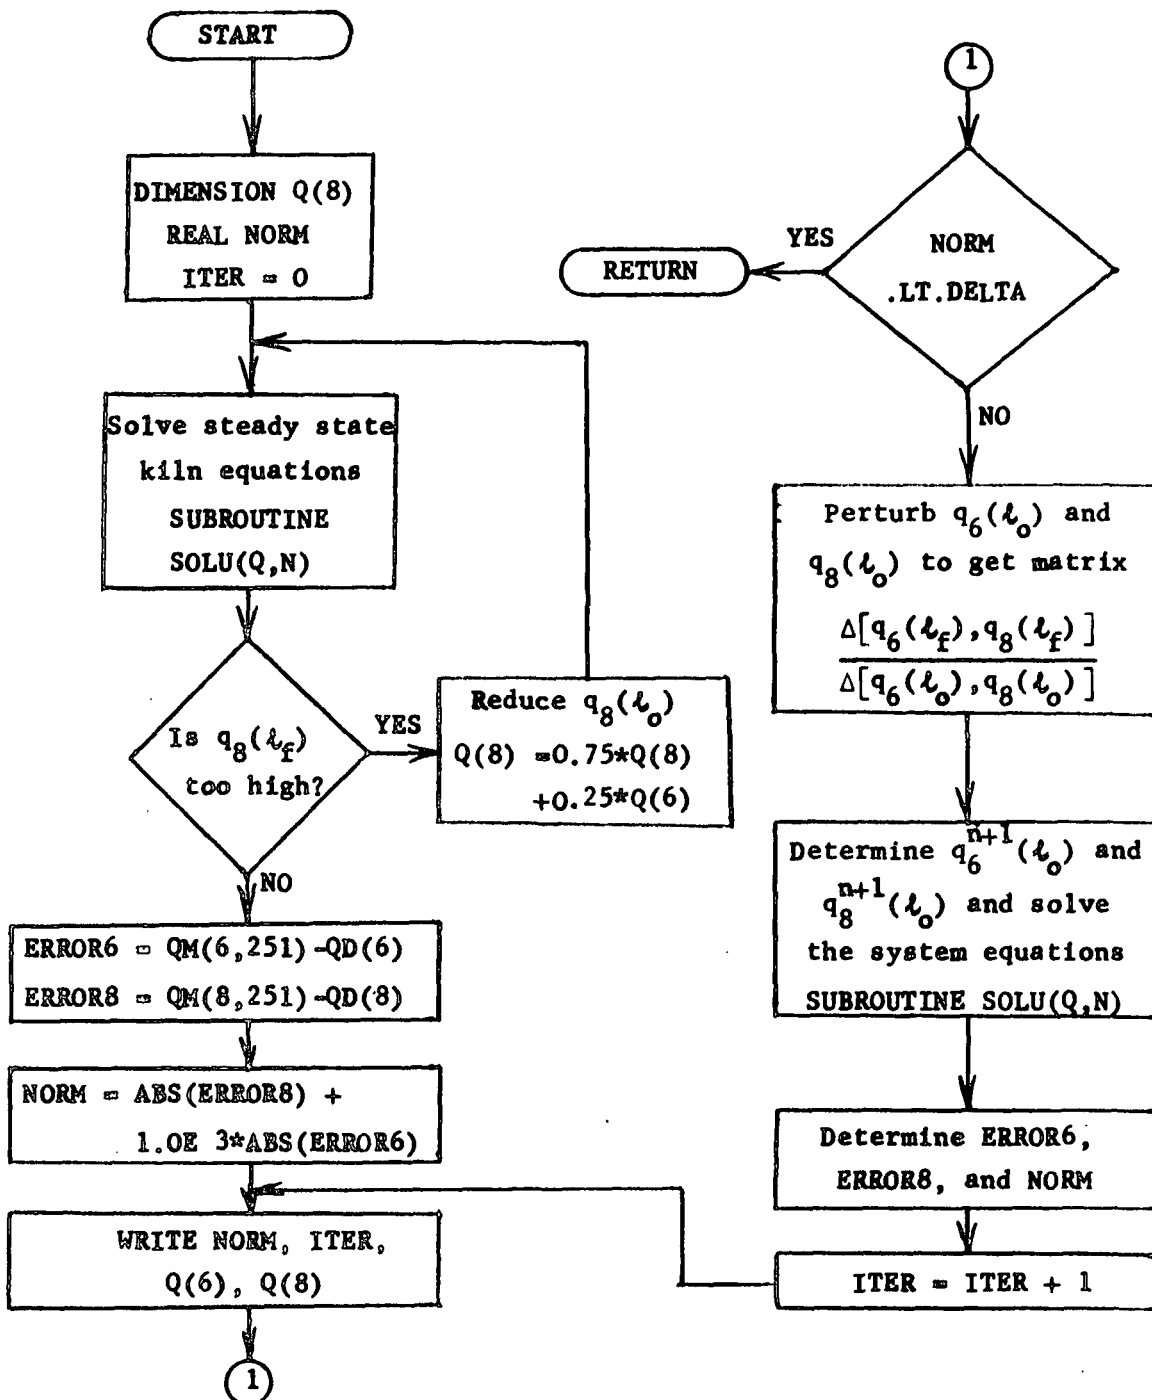 START
DIMENSION Q(8)
REAL NORM
ITER = 0
Solve steady state
kiln equations
SUBROUTINE
SOLU(Q,N)
Is q₈(ℓ_f)
too high?
YES
Reduce q₈(ℓₒ)
Q(8) =0.75*Q(8)
+0.25*Q(6)
NO
ERROR6 = QM(6,251)-QD(6)
ERROR8 = QM(8,251)-QD(8)
NORM = ABS(ERROR8) +
1.0E 3*ABS(ERROR6)
WRITE NORM, ITER,
Q(6), Q(8)
1
1
NORM
.LT.DELTA
YES
RETURN
NO
Perturb q₆(ℓₒ) and
q₈(ℓₒ) to get matrix
Δ[q₆(ℓ_f),q₈(ℓ_f)]
Δ[q₆(ℓₒ),q₈(ℓₒ)]
Determine q₆ⁿ⁺¹(ℓₒ) and
q₈ⁿ⁺¹(ℓₒ) and solve
the system equations
SUBROUTINE SOLU(Q,N)
Determine ERROR6,
ERROR8, and NORM
ITER = ITER + 1